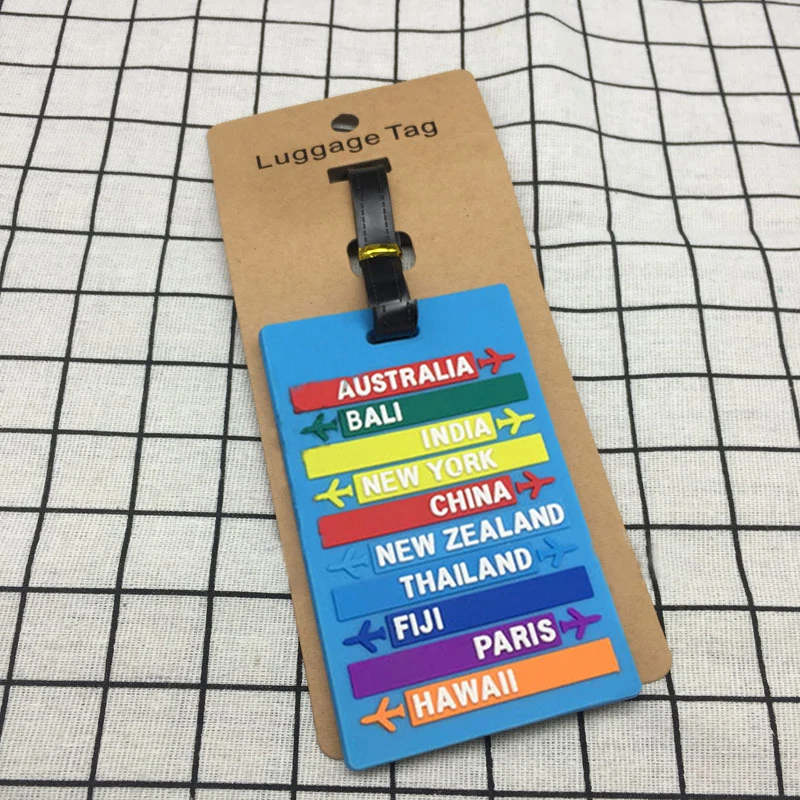 Luggage Tag
AUSTRALIA
BALI
INDIA
NEW YORK
CHINA
NEW ZEALAND
THAILAND
FIJI
PARIS
HAWAII